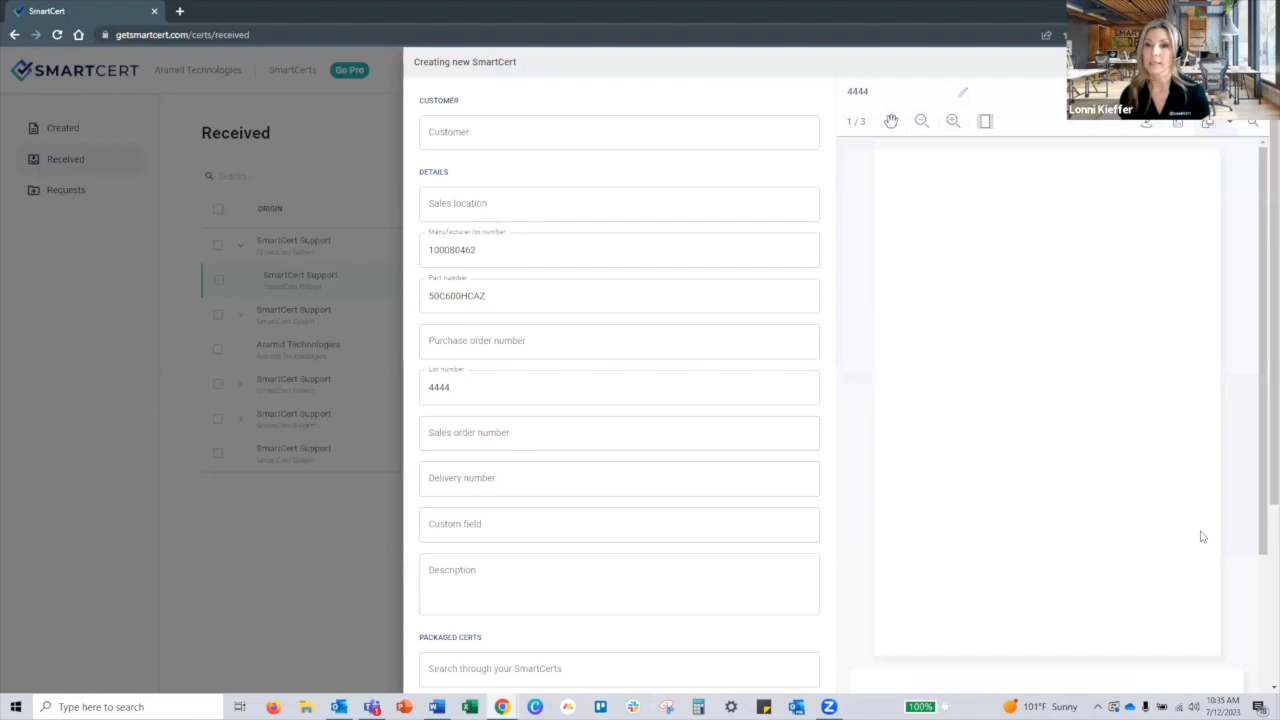 SmartCert
getsmartcert.com/certs/received
SMARTCERT
Aramid Technologies
SmartCerts
Go Pro
Creating new SmartCert
Lonni Kieffer
Created
Received
Requests
Received
Search...
ORIGIN
SmartCert Support
SmartCert Support
SmartCert Support
Aramid Technologies
Aramid Technologies
SmartCert Support
SmartCert Support
SmartCert Support
CUSTOMER
Customer
DETAILS
Sales location
Manufacturer lot number
100080462
Part number
50C600HCAZ
Purchase order number
Lot number
4444
Sales order number
Delivery number
Custom field
Description
PACKAGED CERTS
Search through your SmartCerts
4444
1 / 3
Type here to search
100%
101°F Sunny
10:35 AM
7/12/2023